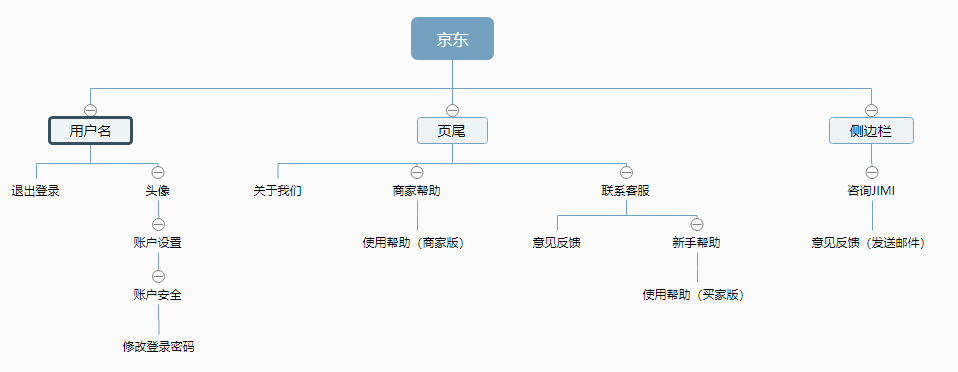 京东
用户名
页尾
侧边栏
退出登录
头像
关于我们
商家帮助
联系客服
咨询JIMI
账户设置
使用帮助（商家版）
意见反馈
新手帮助
意见反馈（发送邮件）
账户安全
使用帮助（买家版）
修改登录密码